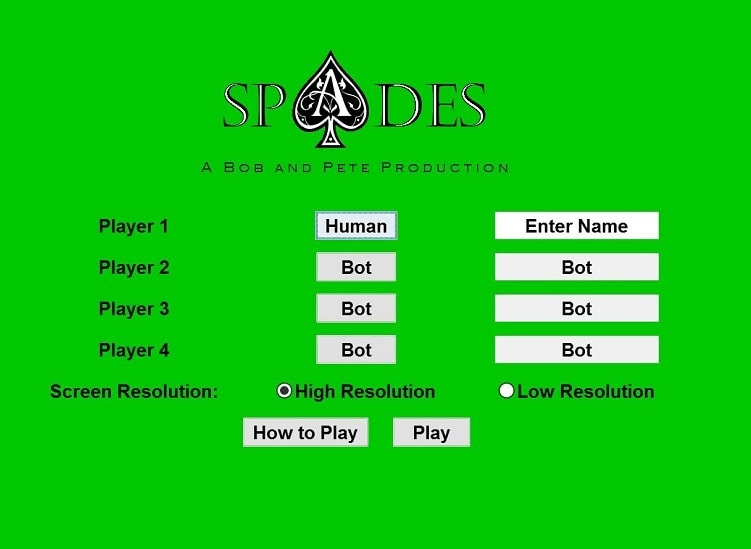 SPADES
A Bob and Pete Production
Player 1 Human Enter Name
Player 2 Bot Bot
Player 3 Bot Bot
Player 4 Bot Bot
Screen Resolution: High Resolution Low Resolution
How to Play Play